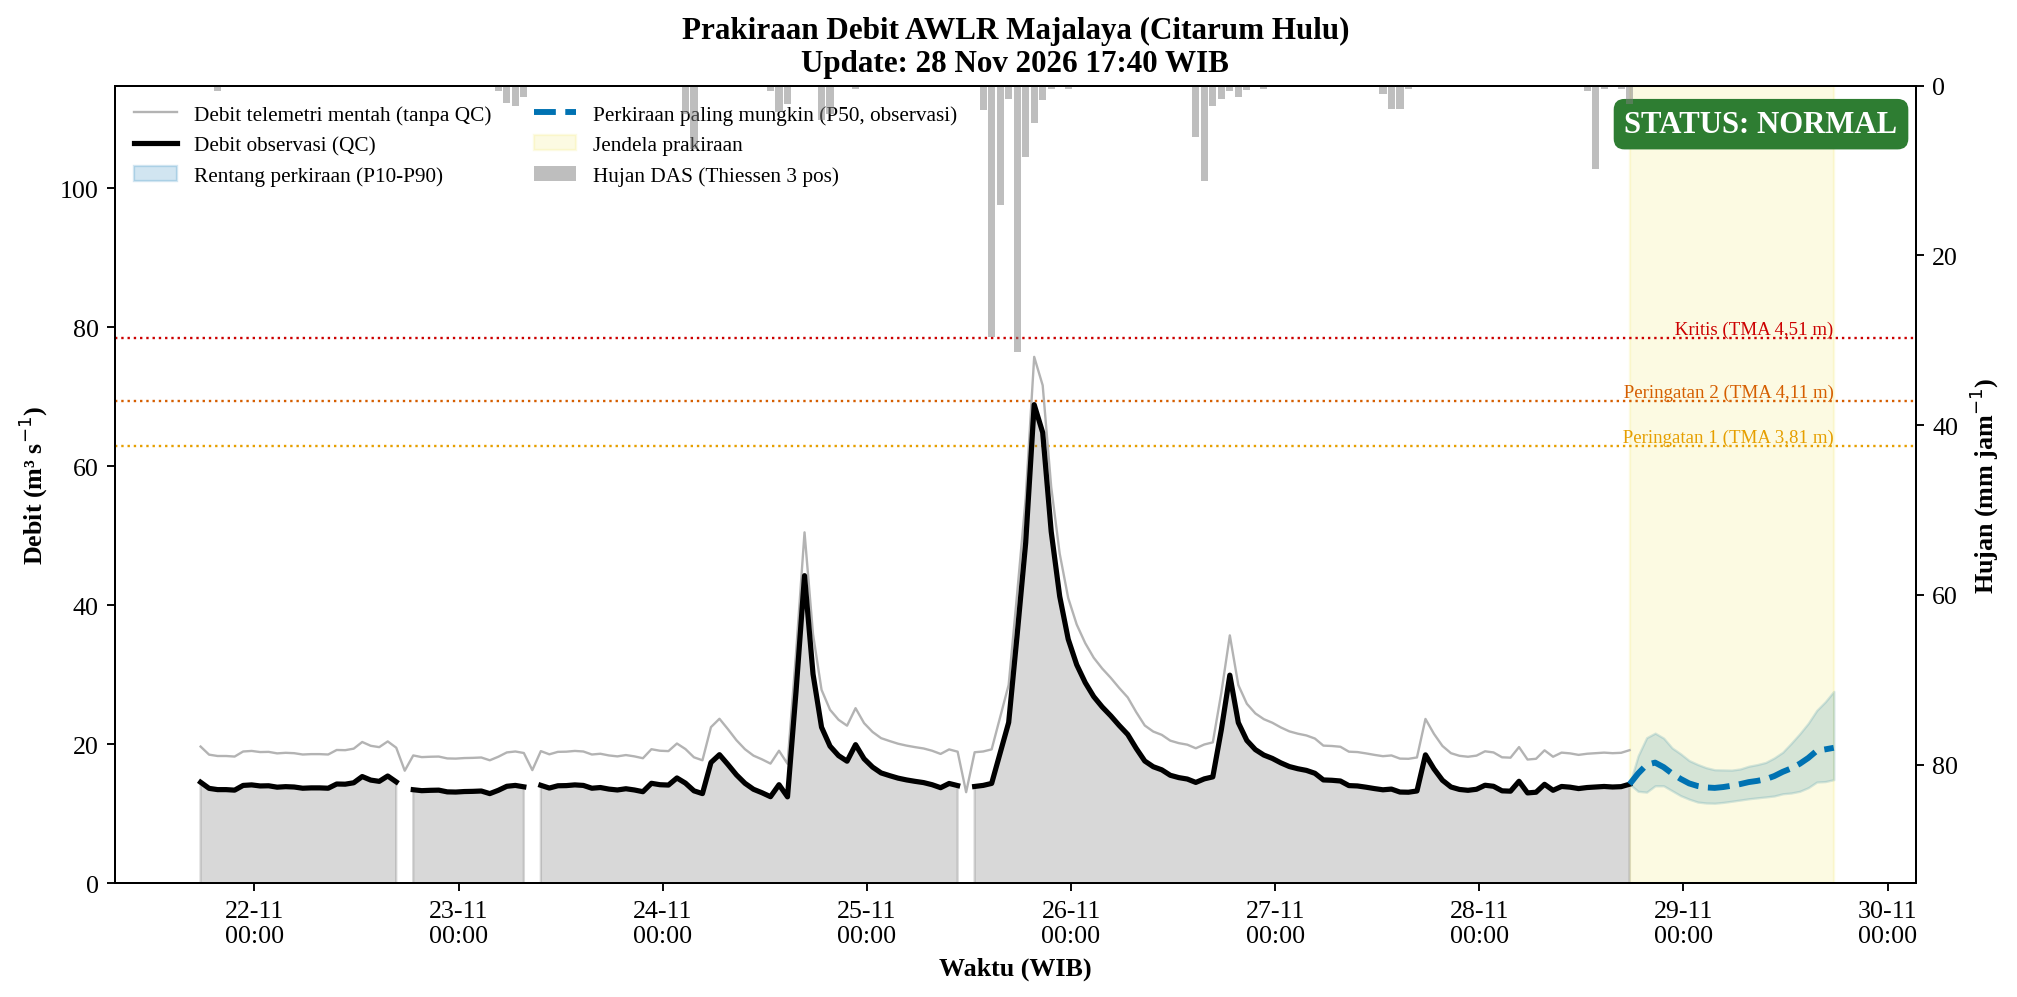 Prakiraan Debit AWLR Majalaya (Citarum Hulu)
Update: 28 Nov 2026 17:40 WIB
Debit telemetri mentah (tanpa QC)
Debit observasi (QC)
Rentang perkiraan (P10-P90)
Perkiraan paling mungkin (P50, observasi)
Jendela prakiraan
Hujan DAS (Thiessen 3 pos)
STATUS: NORMAL
Kritis (TMA 4,51 m)
Peringatan 2 (TMA 4,11 m)
Peringatan 1 (TMA 3,81 m)
Debit (m³ s⁻¹)
100
80
60
40
20
0
Hujan (mm jam⁻¹)
0
20
40
60
80
22-11
00:00
23-11
00:00
24-11
00:00
25-11
00:00
26-11
00:00
27-11
00:00
28-11
00:00
29-11
00:00
30-11
00:00
Waktu (WIB)